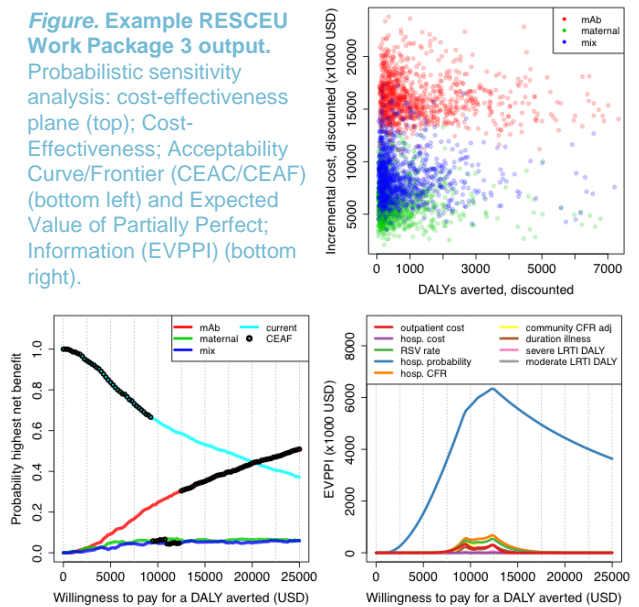 Figure. Example RESCEU
Work Package 3 output.
Probabilistic sensitivity
analysis: cost-effectiveness
plane (top); Cost-
Effectiveness; Acceptability
Curve/Frontier (CEAC/CEAF)
(bottom left) and Expected
Value of Partially Perfect;
Information (EVPPI) (bottom
right).
Incremental cost, discounted (x1000 USD)
20000
15000
10000
5000
mAb
maternal
mix
0 1000 2000 3000 4000 5000 6000 7000
DALYs averted, discounted
Probability highest net benefit
1.0
0.8
0.6
0.4
0.2
0.0
mAb
maternal
mix
current
CEAF
0 5000 10000 15000 20000 25000
Willingness to pay for a DALY averted (USD)
EVPPI (x1000 USD)
8000
6000
4000
2000
0
outpatient cost
hosp. cost
RSV rate
hosp. probability
hosp. CFR
community CFR adj
duration illness
severe LRTI DALY
moderate LRTI DALY
0 5000 10000 15000 20000 25000
Willingness to pay for a DALY averted (USD)